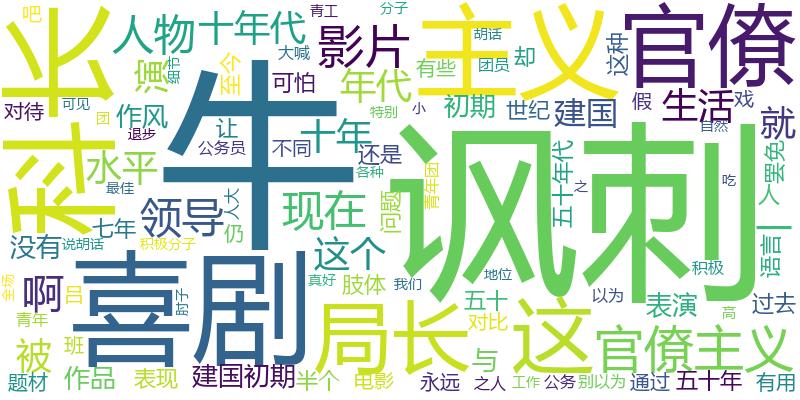 吧 青工 分子 胡话
人物 十年代 影片 主义 官僚
大喊 细节 团员 却 这种
长 演 至今 可怕 年代 有些
对待 可见 作风 小 初期 世纪 建国 假 生活 戏
团 让 十年 特别 自然 就
科 牛 讽刺
退步 公务员 不同 还是 五十年代 之 人 罢免
水平 最佳 各种 青年团 吃
七年 领导 仍 人大 现在 问题 语言 一
没有 说胡话 积极分子 这个 积极
全场 啊 吕 喜剧 肘子 真好 肢体 我们 地位 以为
青年 局长 五十 这 表演 过去
被 班 对比 与 高 官僚主义
题材 作品 表现 建国初期 半个 电影 永远 之人 工作 公务 别以为 通过 五十年 有用